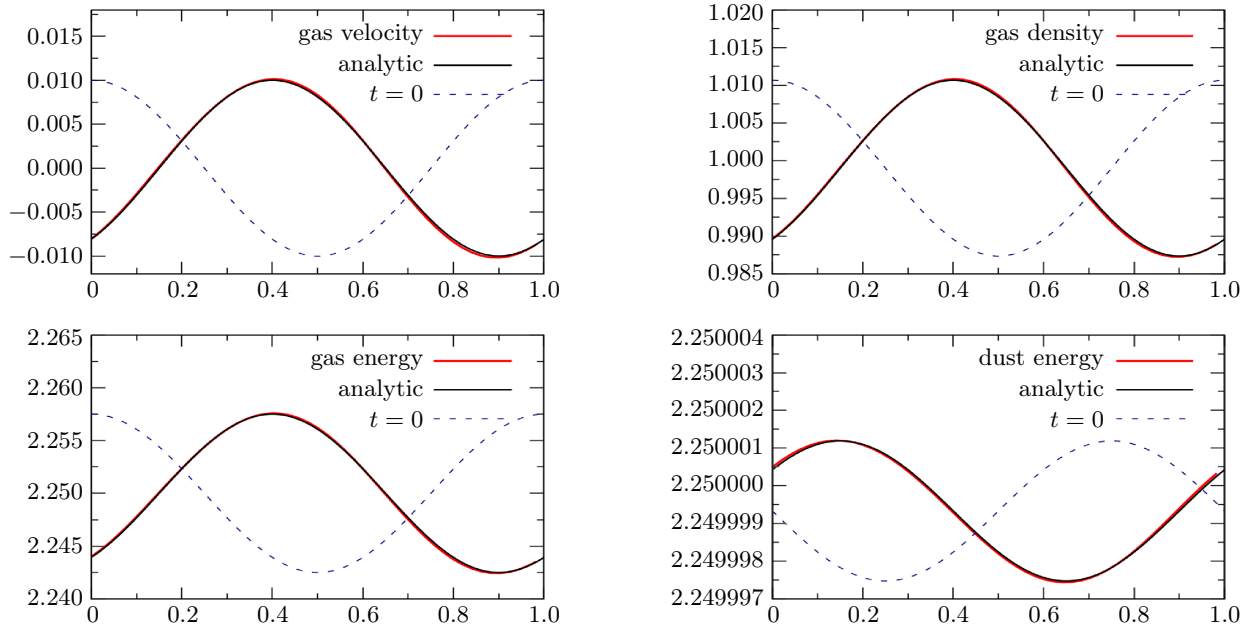 0.015
0.010
0.005
0.000
−0.005
−0.010
gas velocity
analytic
t = 0
0 0.2 0.4 0.6 0.8 1.0
1.020
1.015
1.010
1.005
1.000
0.995
0.990
0.985
gas density
analytic
t = 0
0 0.2 0.4 0.6 0.8 1.0
2.265
2.260
2.255
2.250
2.245
2.240
gas energy
analytic
t = 0
0 0.2 0.4 0.6 0.8 1.0
2.250004
2.250003
2.250002
2.250001
2.250000
2.249999
2.249998
2.249997
dust energy
analytic
t = 0
0 0.2 0.4 0.6 0.8 1.0